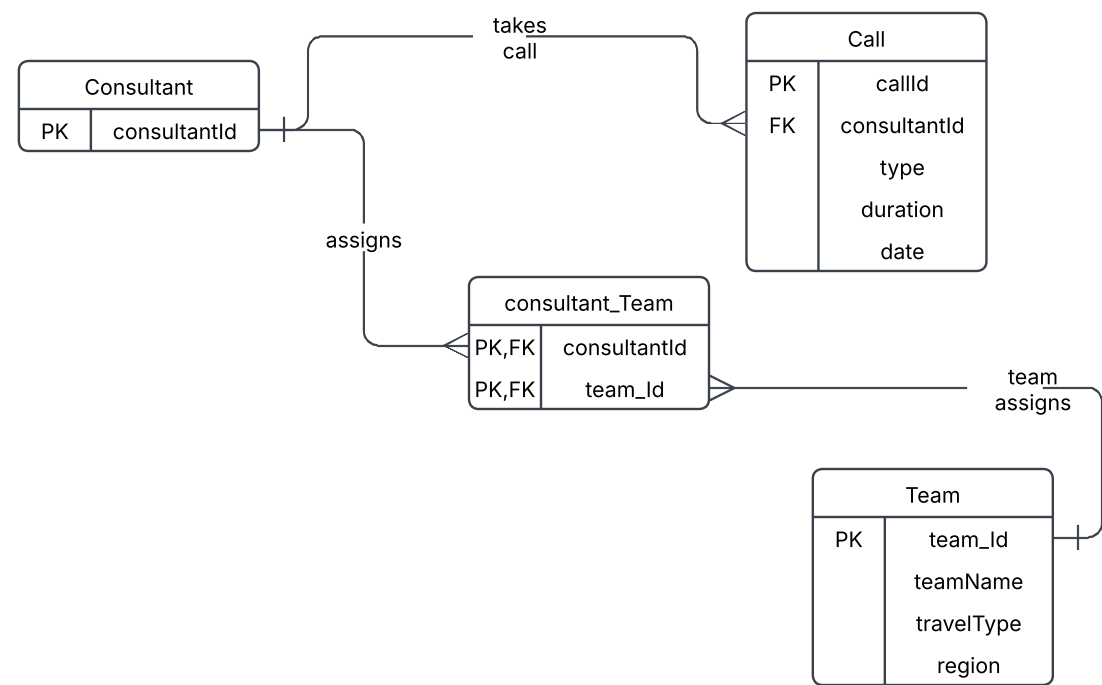 takes
call
Call
PK callId
FK consultantId
type
duration
date
Consultant
PK consultantId
assigns
consultant_Team
PK,FK consultantId
PK,FK team_Id
team
assigns
Team
PK team_Id
teamName
travelType
region